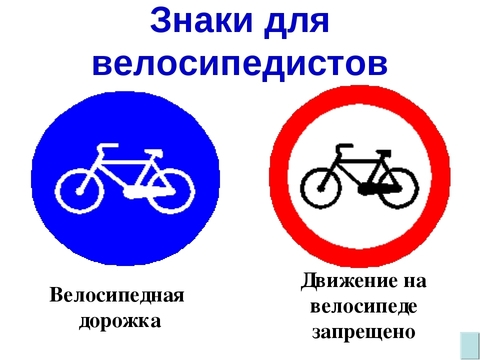 Знаки для
велосипедистов
Велосипедная
дорожка
Движение на
велосипеде
запрещено